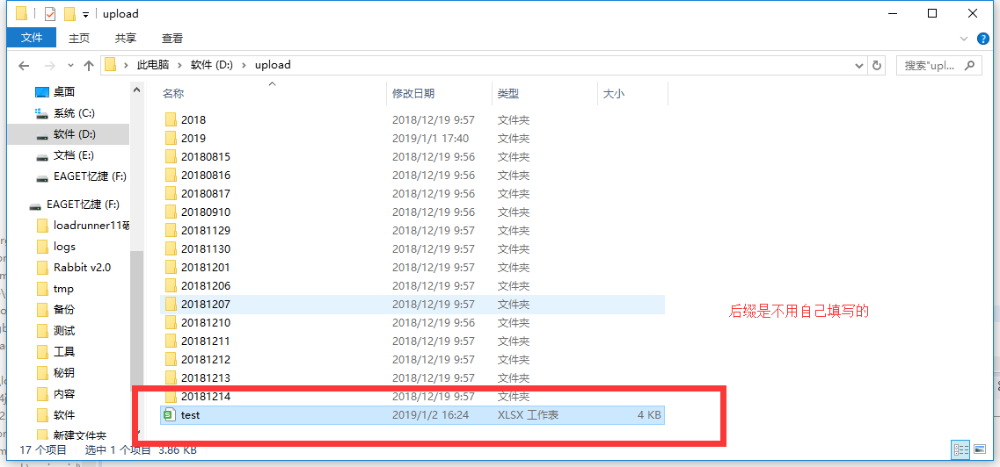 upload
文件 主页 共享 查看
此电脑 软件 (D:) upload
搜索"upl...
桌面
系统 (C:)
软件 (D:)
文档 (E:)
EAGET忆捷 (F:)
EAGET忆捷 (F:)
loadrunner11破
logs
Rabbit v2.0
tmp
备份
测试
工具
秘钥
内容
软件
新建文件夹
名称 修改日期 类型 大小
2018 2018/12/19 9:57 文件夹
2019 2019/1/1 17:40 文件夹
20180815 2018/12/19 9:56 文件夹
20180816 2018/12/19 9:56 文件夹
20180817 2018/12/19 9:56 文件夹
20180910 2018/12/19 9:56 文件夹
20181129 2018/12/19 9:57 文件夹
20181130 2018/12/19 9:57 文件夹
20181201 2018/12/19 9:57 文件夹
20181206 2018/12/19 9:57 文件夹
20181207 2018/12/19 9:57 文件夹
20181210 2018/12/19 9:56 文件夹
20181211 2018/12/19 9:57 文件夹
20181212 2018/12/19 9:57 文件夹
20181213 2018/12/19 9:57 文件夹
20181214 2018/12/19 9:57 文件夹
test 2019/1/2 16:24 XLSX 工作表 4 KB
后缀是不用自己填写的
17 个项目 选中 1 个项目 3.86 KB